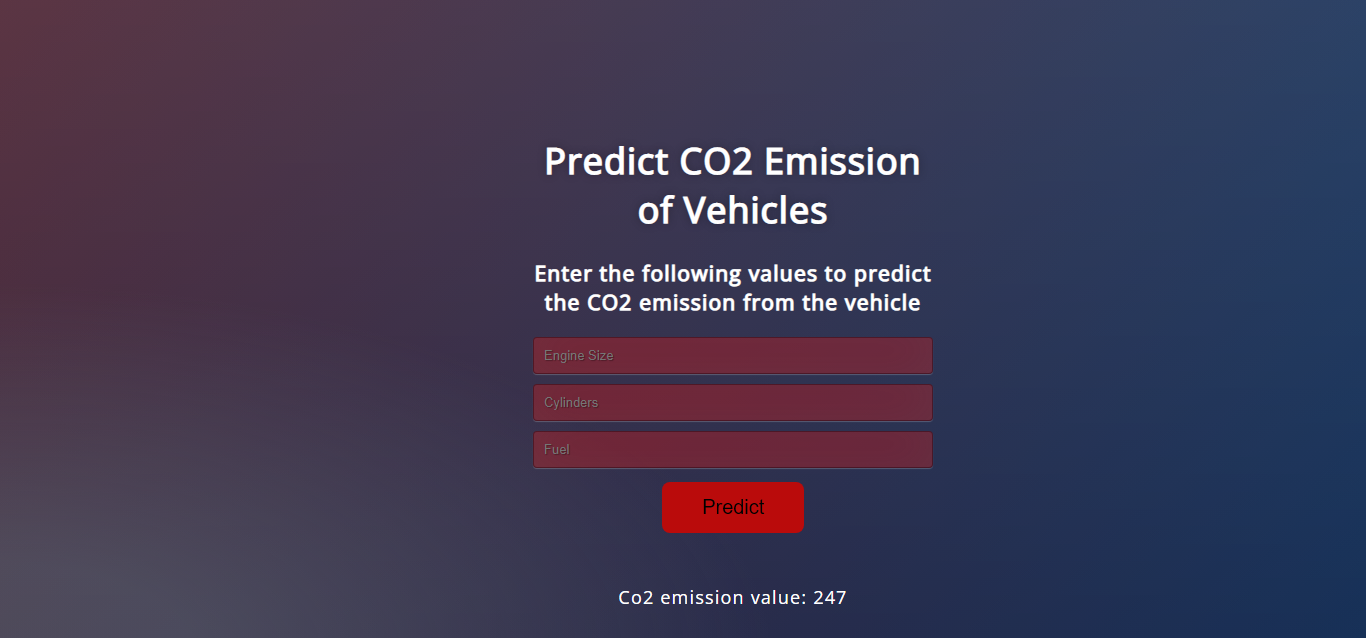 Predict CO2 Emission
of Vehicles
Enter the following values to predict
the CO2 emission from the vehicle
Engine Size
Cylinders
Fuel
Predict
Co2 emission value: 247